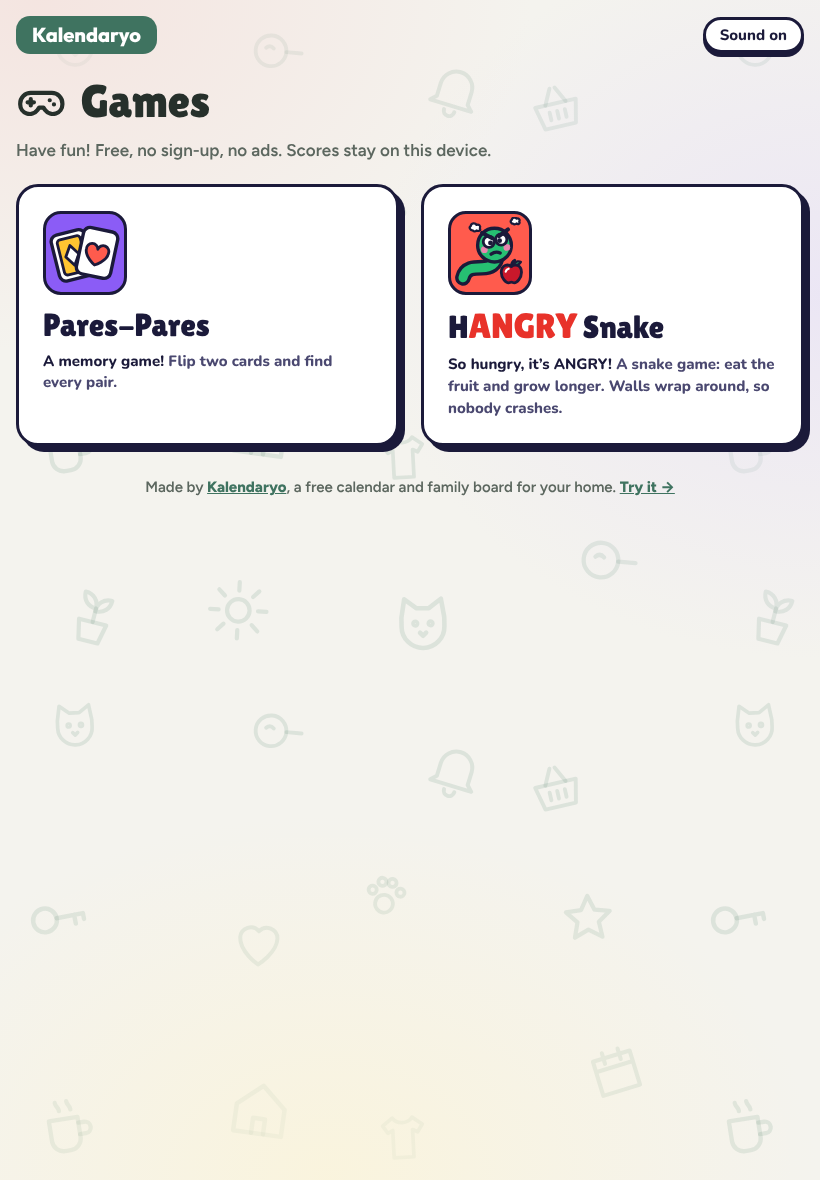 Kalendaryo
Sound on
Games
Have fun! Free, no sign-up, no ads. Scores stay on this device.
Pares–Pares
A memory game! Flip two cards and find
every pair.
HANGRY Snake
So hungry, it’s ANGRY! A snake game: eat the
fruit and grow longer. Walls wrap around, so
nobody crashes.
Made by Kalendaryo, a free calendar and family board for your home. Try it →